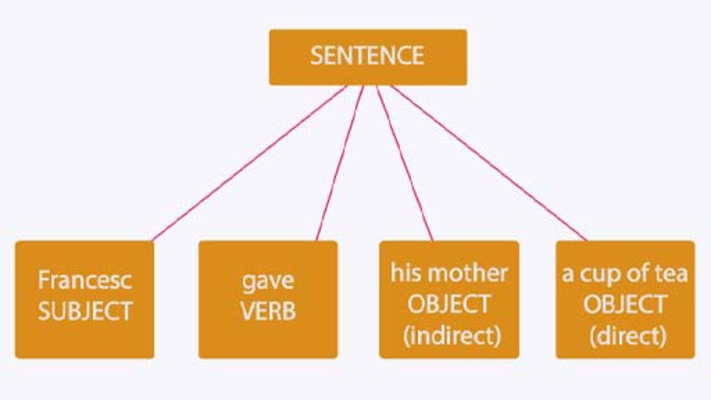 SENTENCE
Francesc
SUBJECT
gave
VERB
his mother
OBJECT
(indirect)
a cup of tea
OBJECT
(direct)